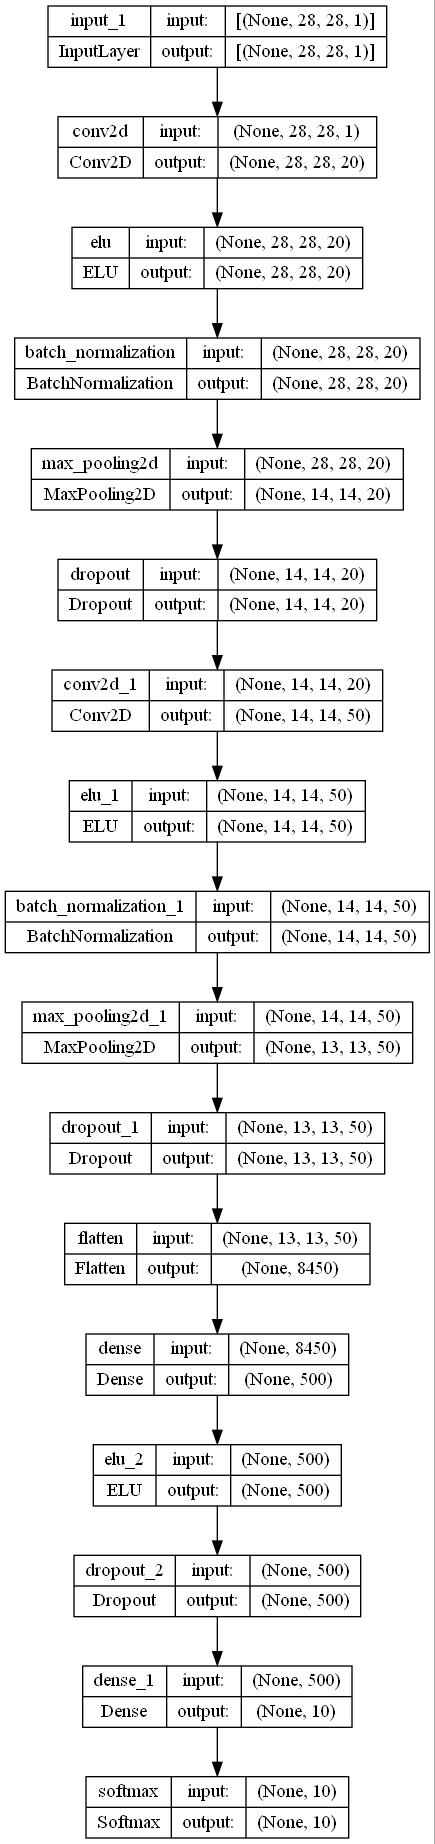 input_1 input: [(None, 28, 28, 1)]
InputLayer output: [(None, 28, 28, 1)]
conv2d input: (None, 28, 28, 1)
Conv2D output: (None, 28, 28, 20)
elu input: (None, 28, 28, 20)
ELU output: (None, 28, 28, 20)
batch_normalization input: (None, 28, 28, 20)
BatchNormalization output: (None, 28, 28, 20)
max_pooling2d input: (None, 28, 28, 20)
MaxPooling2D output: (None, 14, 14, 20)
dropout input: (None, 14, 14, 20)
Dropout output: (None, 14, 14, 20)
conv2d_1 input: (None, 14, 14, 20)
Conv2D output: (None, 14, 14, 50)
elu_1 input: (None, 14, 14, 50)
ELU output: (None, 14, 14, 50)
batch_normalization_1 input: (None, 14, 14, 50)
BatchNormalization output: (None, 14, 14, 50)
max_pooling2d_1 input: (None, 14, 14, 50)
MaxPooling2D output: (None, 13, 13, 50)
dropout_1 input: (None, 13, 13, 50)
Dropout output: (None, 13, 13, 50)
flatten input: (None, 13, 13, 50)
Flatten output: (None, 8450)
dense input: (None, 8450)
Dense output: (None, 500)
elu_2 input: (None, 500)
ELU output: (None, 500)
dropout_2 input: (None, 500)
Dropout output: (None, 500)
dense_1 input: (None, 500)
Dense output: (None, 10)
softmax input: (None, 10)
Softmax output: (None, 10)